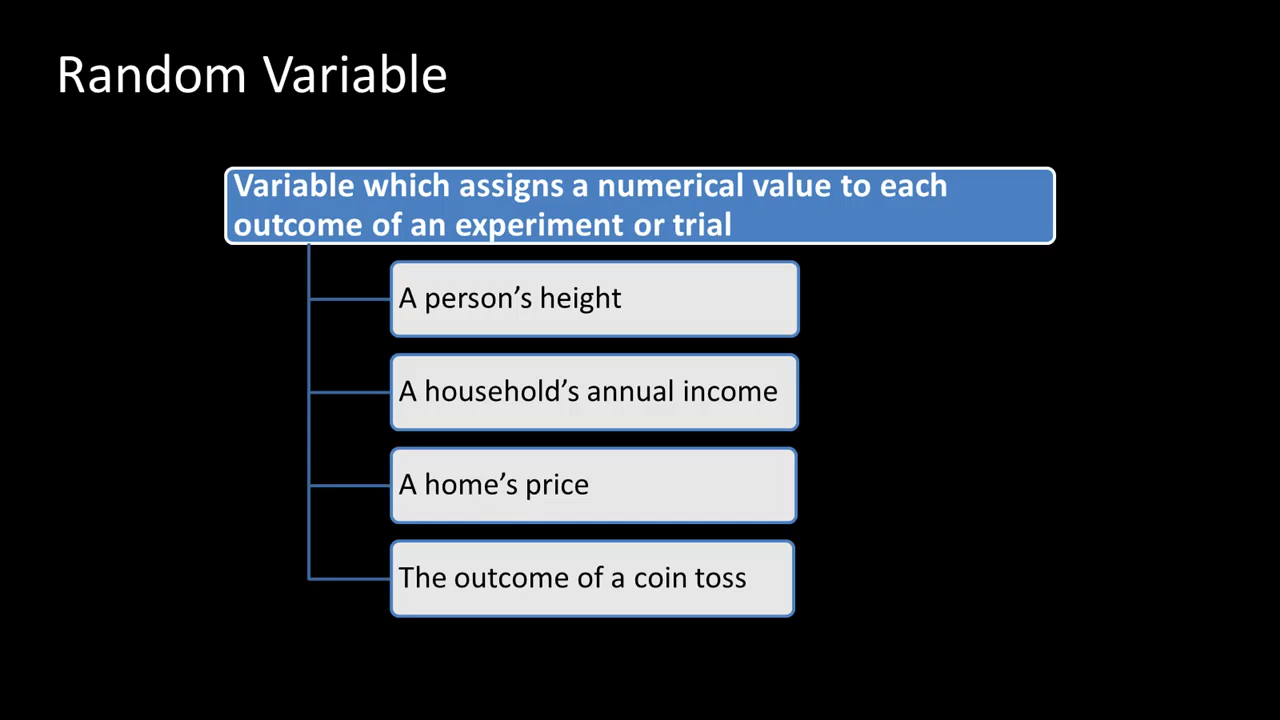 Random Variable
Variable which assigns a numerical value to each
outcome of an experiment or trial
A person’s height
A household’s annual income
A home’s price
The outcome of a coin toss